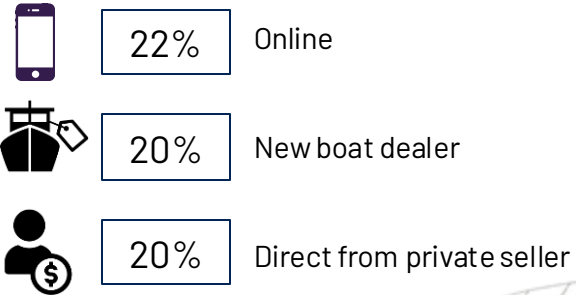 22% Online
20% New boat dealer
$ 20% Direct from private seller